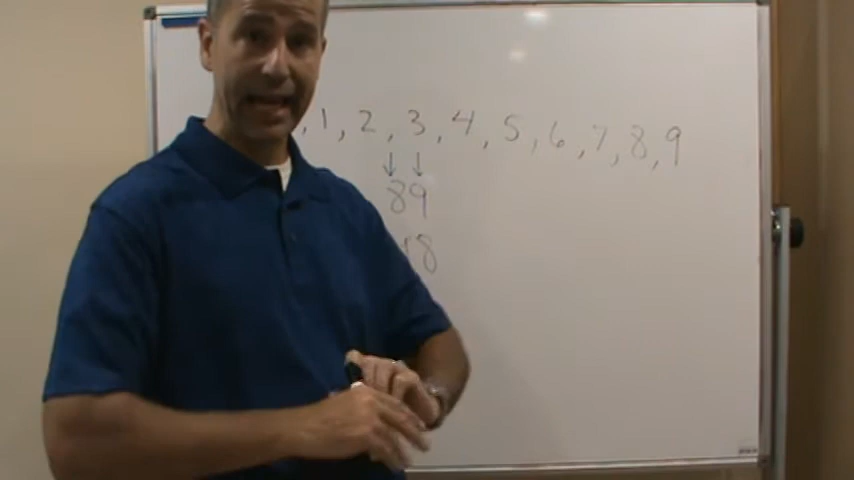 , 1, 2, 3, 4, 5, 6, 7, 8, 9
89
18